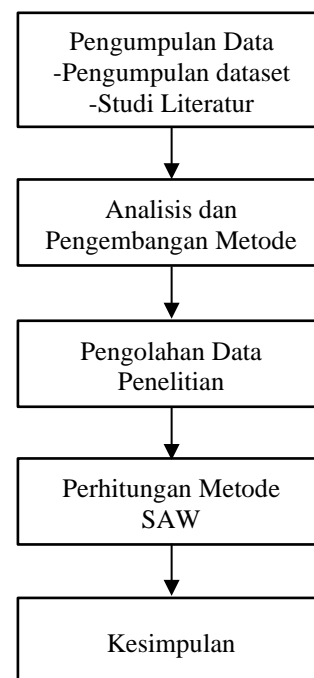 Pengumpulan Data
-Pengumpulan dataset
-Studi Literatur
Analisis dan
Pengembangan Metode
Pengolahan Data
Penelitian
Perhitungan Metode
SAW
Kesimpulan